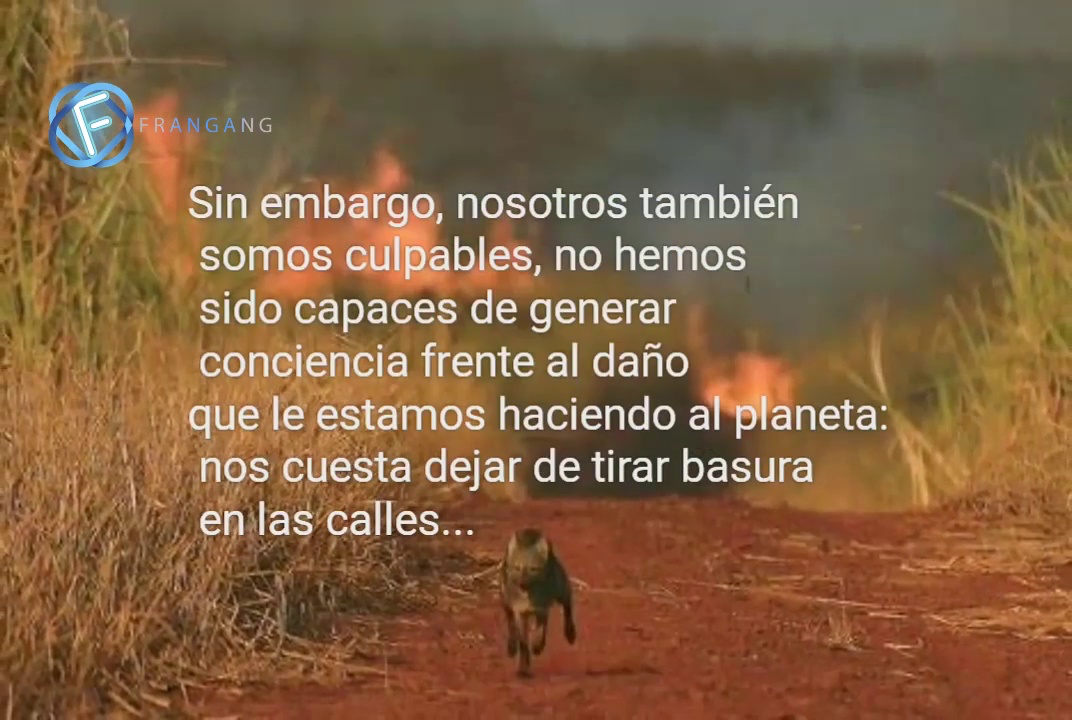 FRANGANG
Sin embargo, nosotros también
somos culpables, no hemos
sido capaces de generar
conciencia frente al daño
que le estamos haciendo al planeta:
nos cuesta dejar de tirar basura
en las calles...